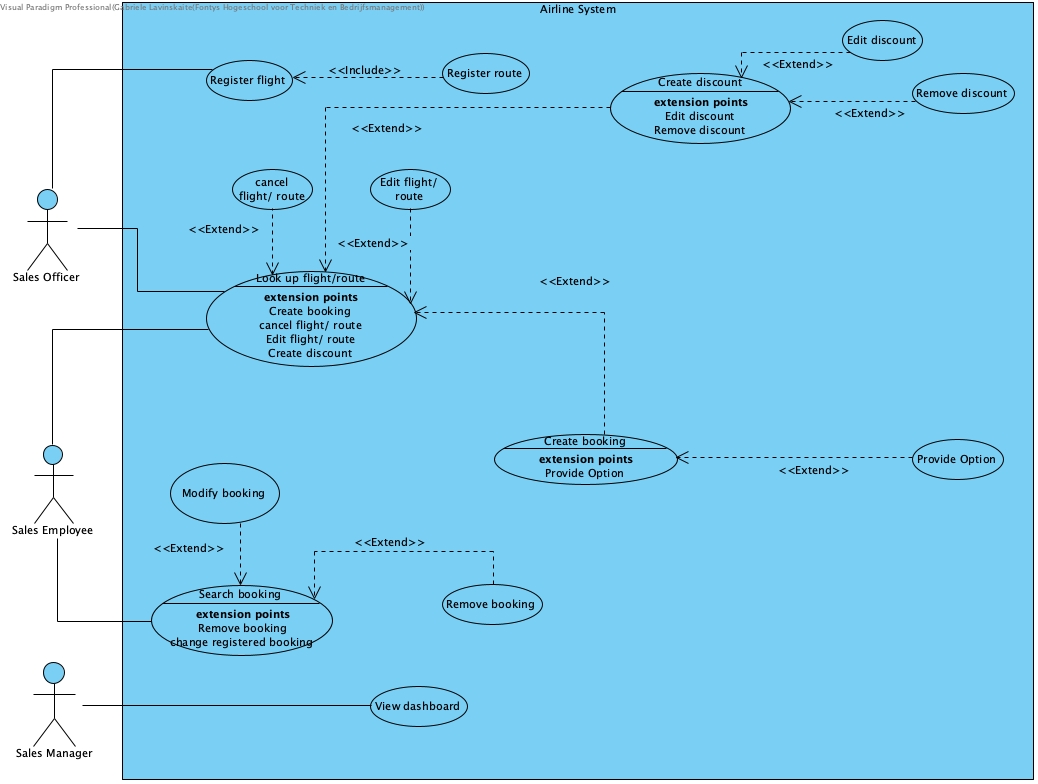 Visual Paradigm Professional(Gabriele Lavinskaite(Fontys Hogeschool voor Techniek en Bedrijfsmanagement))
Airline System
Edit discount
<<Extend>>
Register flight
<<Include>>
Register route
Create discount
extension points
Edit discount
Remove discount
Remove discount
<<Extend>>
<<Extend>>
cancel
flight/ route
Edit flight/
route
<<Extend>>
<<Extend>>
Sales Officer
Look up flight/route
extension points
Create booking
cancel flight/ route
Edit flight/ route
Create discount
<<Extend>>
Create booking
extension points
Provide Option
<<Extend>>
Provide Option
Sales Employee
Modify booking
<<Extend>>
<<Extend>>
Search booking
extension points
Remove booking
change registered booking
Remove booking
View dashboard
Sales Manager